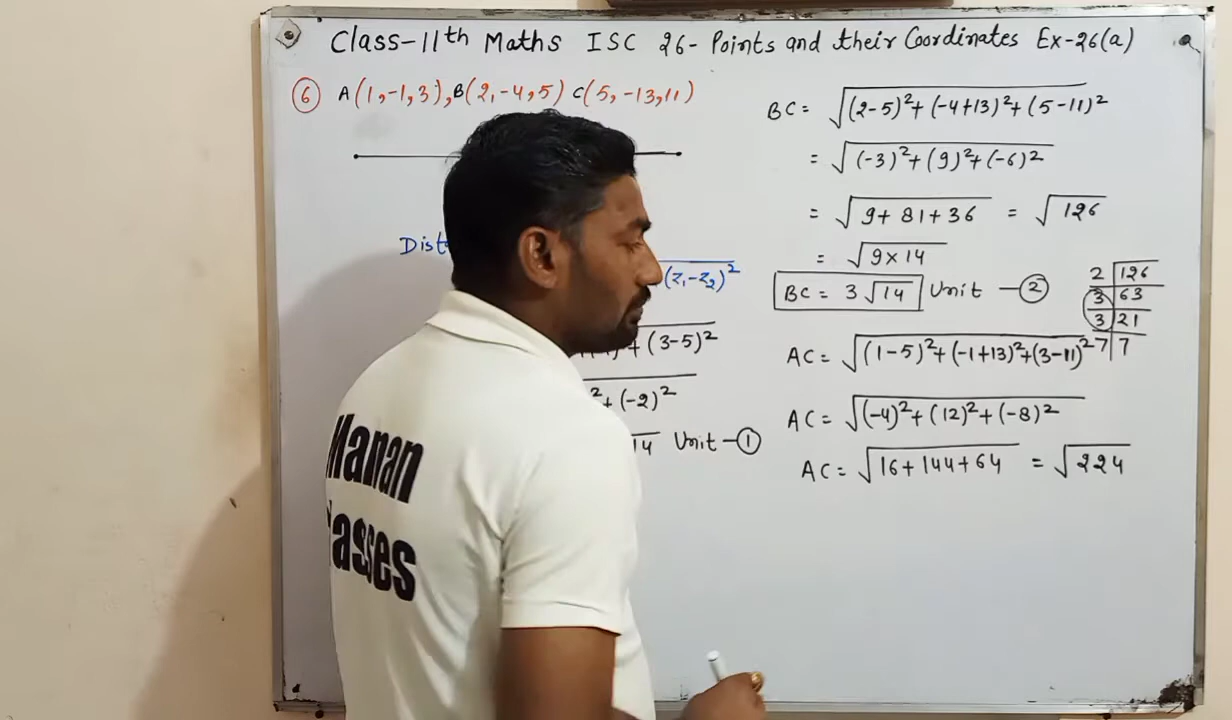 Class-11th Maths ISC 26- Points and their Coordinates Ex-26(a)
⑥ A(1,-1,3), B(2,-4,5) C(5,-13,11)
(z₁-z₂)²
+(3-5)²
²+(-2)²
14 Unit -①
BC = √(2-5)²+(-4+13)²+(5-11)²
= √(-3)²+(9)²+(-6)²
= √9+81+36 = √126
= √9×14
BC = 3√14 Unit -②
2 | 126
3 | 63
3 | 21
7 | 7
AC = √(1-5)²+(-1+13)²+(3-11)²
AC = √(-4)²+(12)²+(-8)²
AC = √16+144+64 = √224
Manan
asses